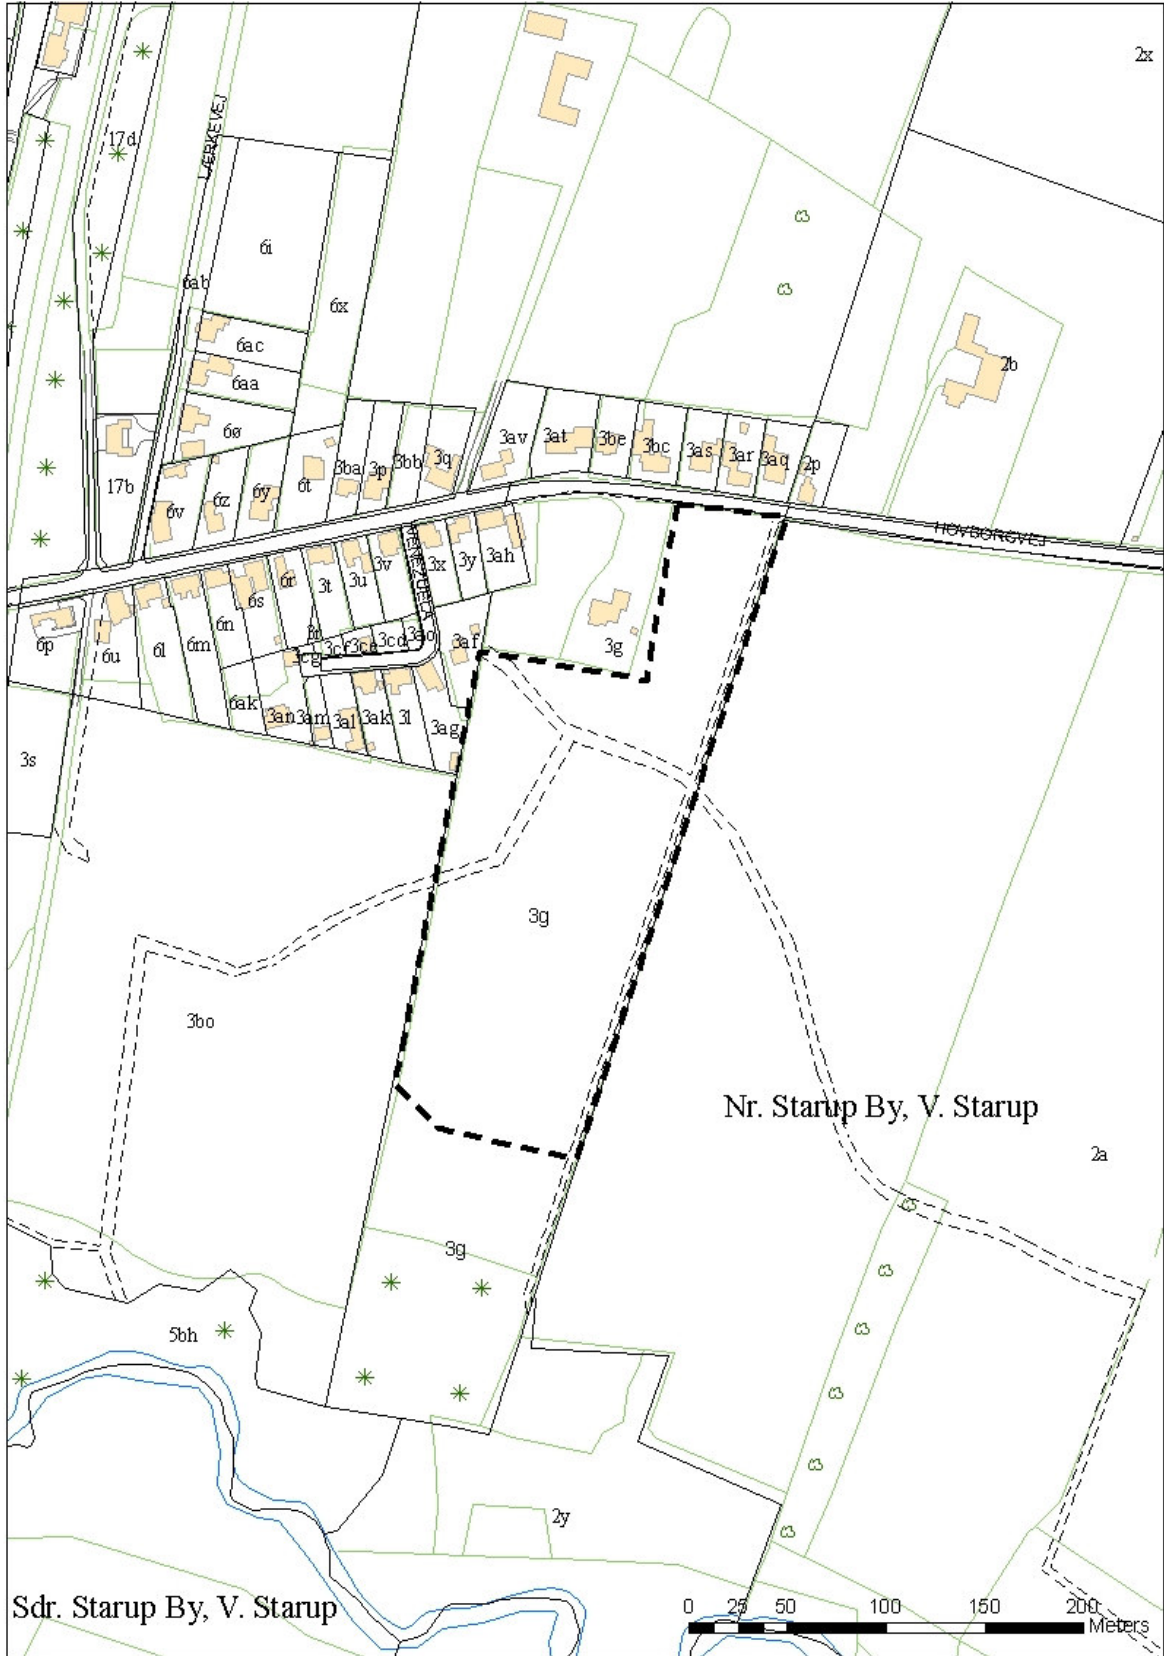 2x
17d
LÆRKEVEJ
6i
6ab
6x
6ac
6aa
2b
6ø
3av
3at
3be
3bc
3as
3ar
3aq
2p
17b
6v
6z
6y
6t
3ba
3p
3bb
3q
HOVBORGVEJ
VENEZUELA
6p
6u
6l
6m
6n
6s
6r
3t
3u
3v
3x
3y
3ah
3g
3cg
3cf
3ce
3cd
3ao
3af
6ak
3an
3am
3al
3ak
3l
3ag
3s
3g
3bo
Nr. Starup By, V. Starup
2a
3g
5bh
2y
Sdr. Starup By, V. Starup
0 25 50 100 150 200
Meters